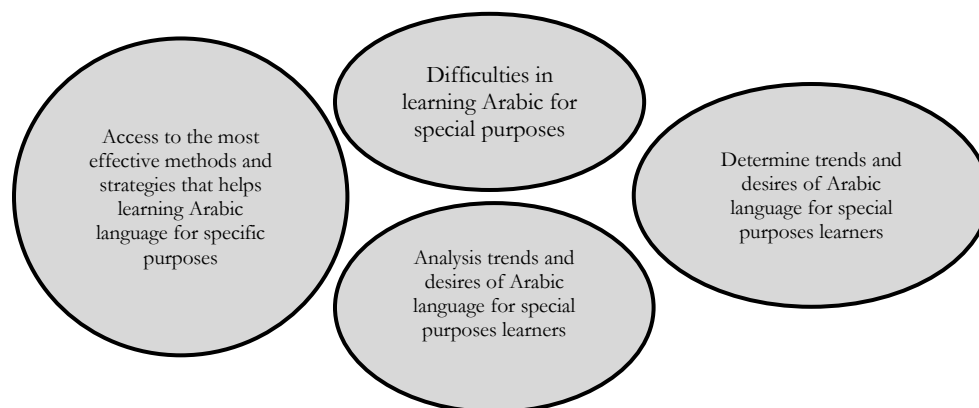 Access to the most
effective methods and
strategies that helps
learning Arabic
language for specific
purposes
Difficulties in
learning Arabic for
special purposes
Analysis trends and
desires of Arabic
language for special
purposes learners
Determine trends and
desires of Arabic
language for special
purposes learners